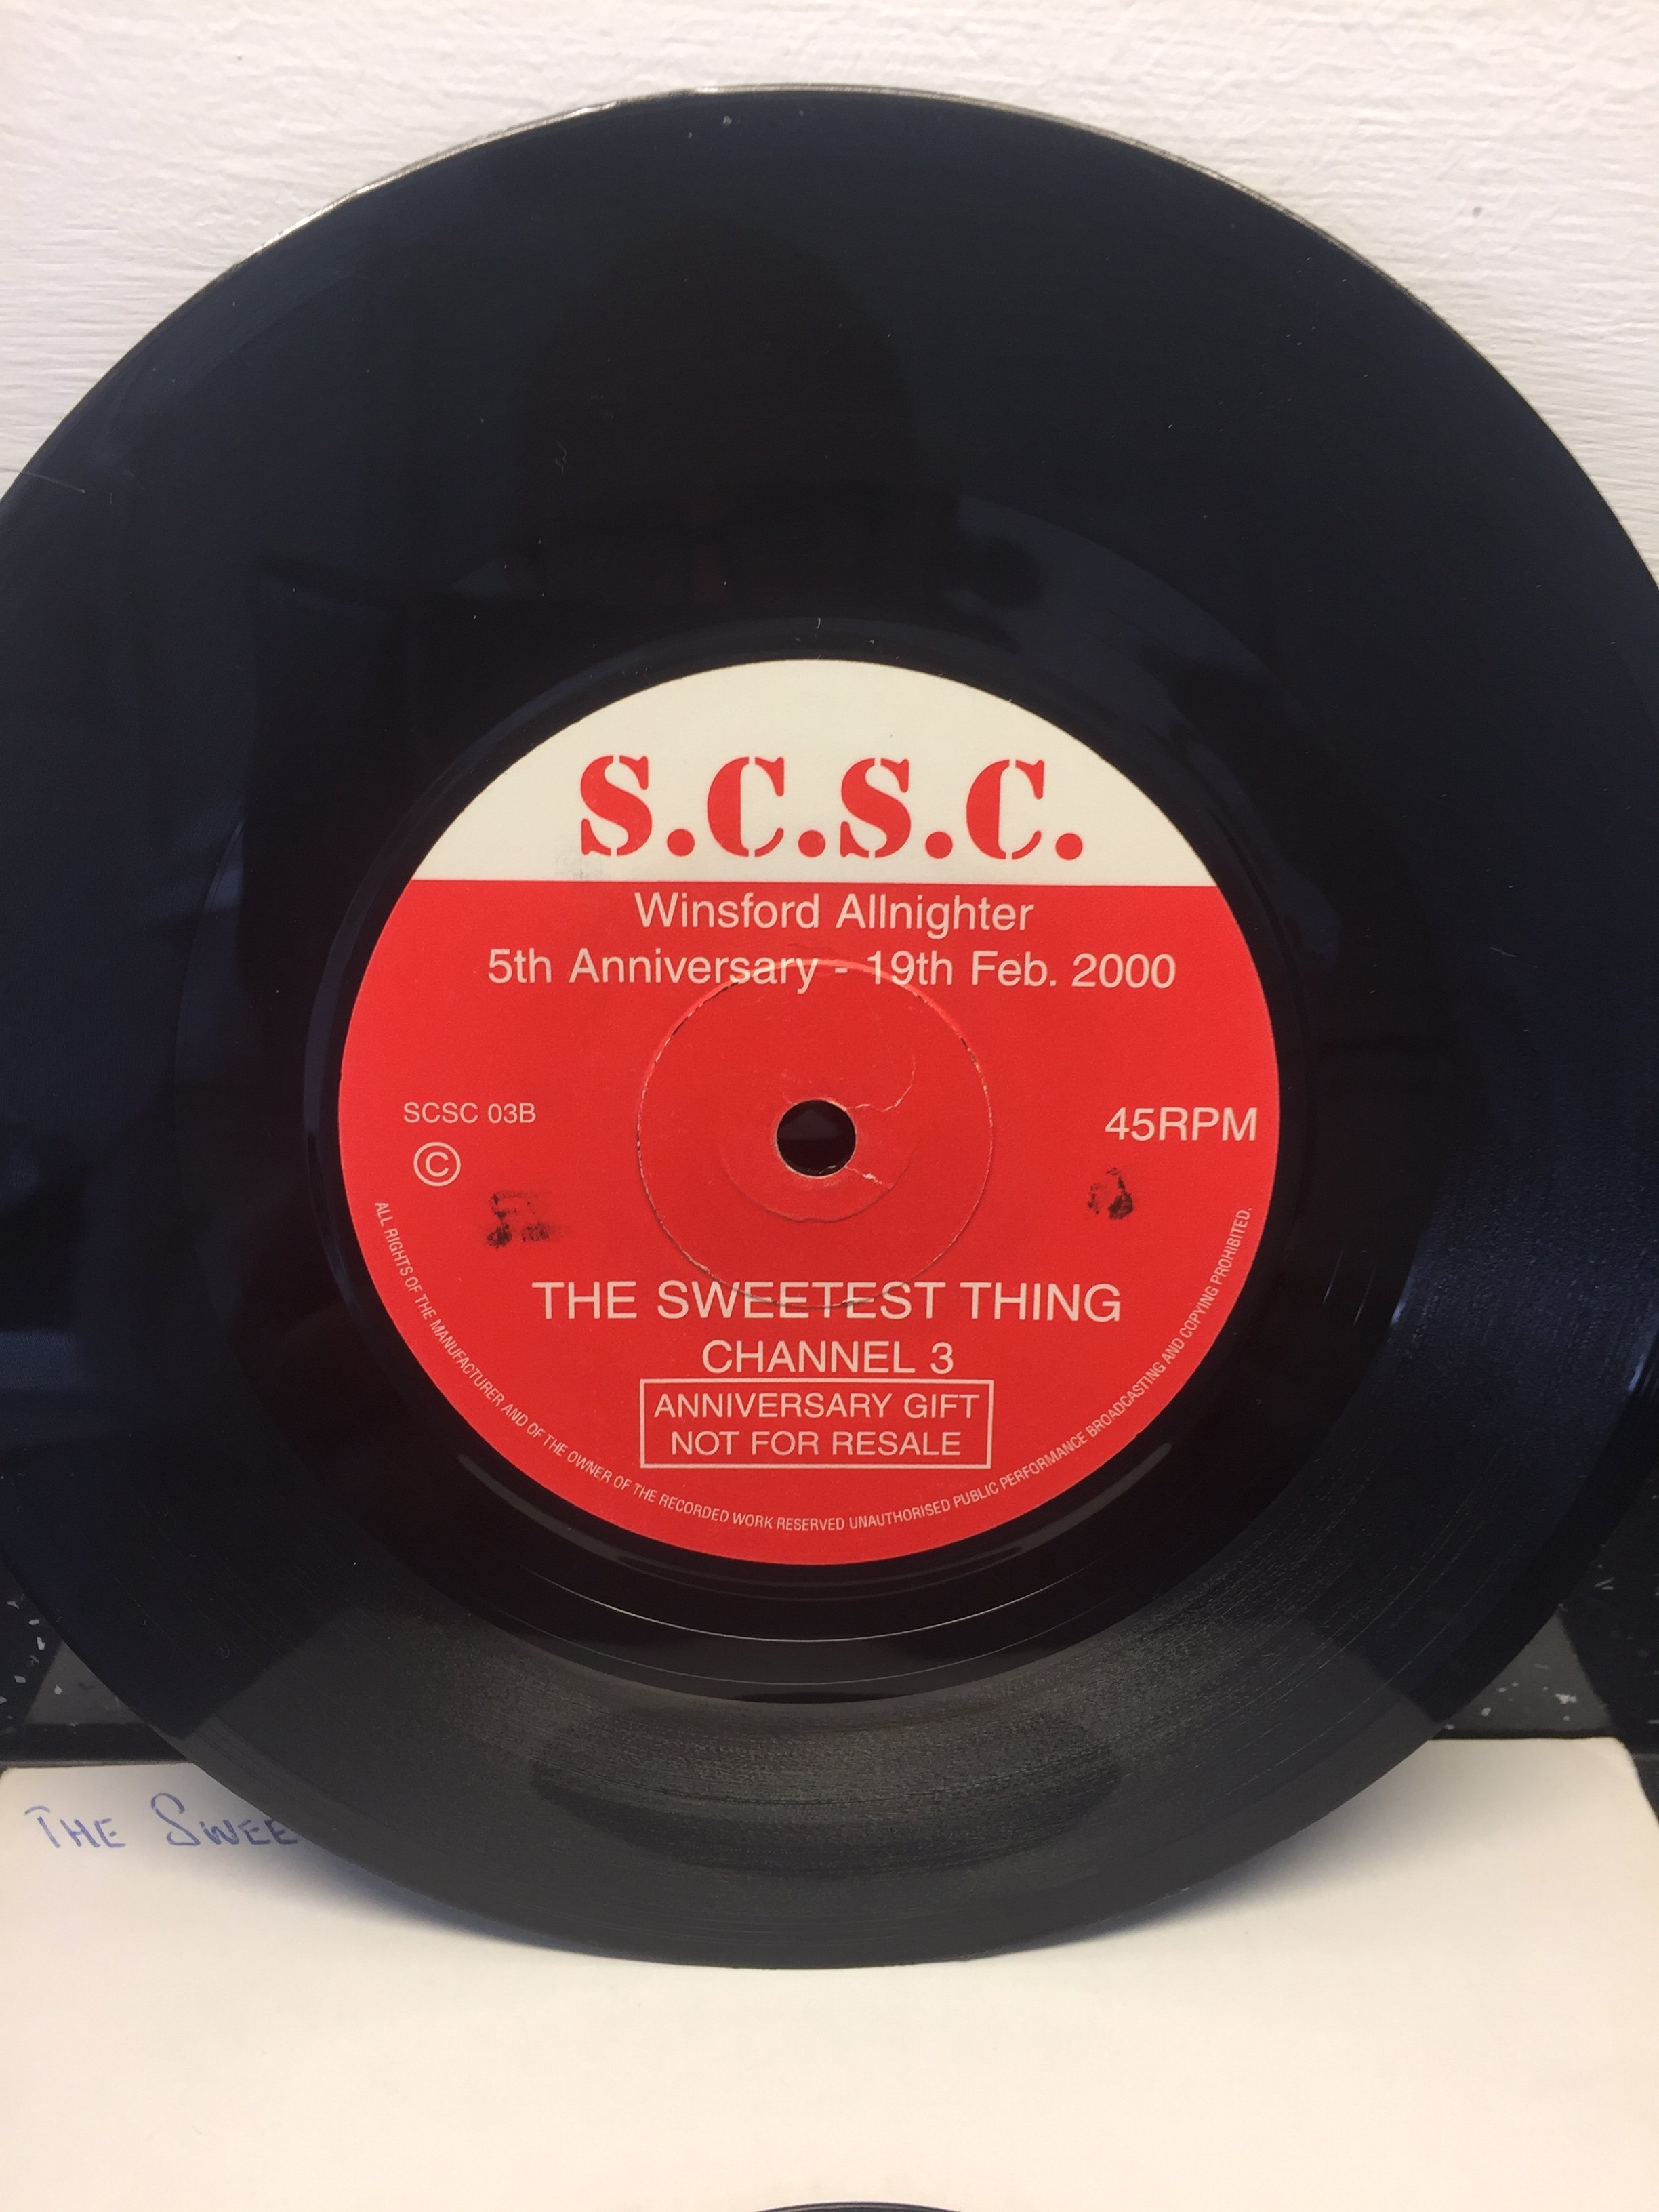 S.C.S.C.
Winsford Allnighter
5th Anniversary - 19th Feb. 2000
SCSC 03B
45RPM
©
THE SWEETEST THING
CHANNEL 3
ANNIVERSARY GIFT
NOT FOR RESALE
ALL RIGHTS OF THE MANUFACTURER AND OF THE OWNER OF THE RECORDED WORK RESERVED UNAUTHORISED PUBLIC PERFORMANCE BROADCASTING AND COPYING PROHIBITED.
THE SWEE